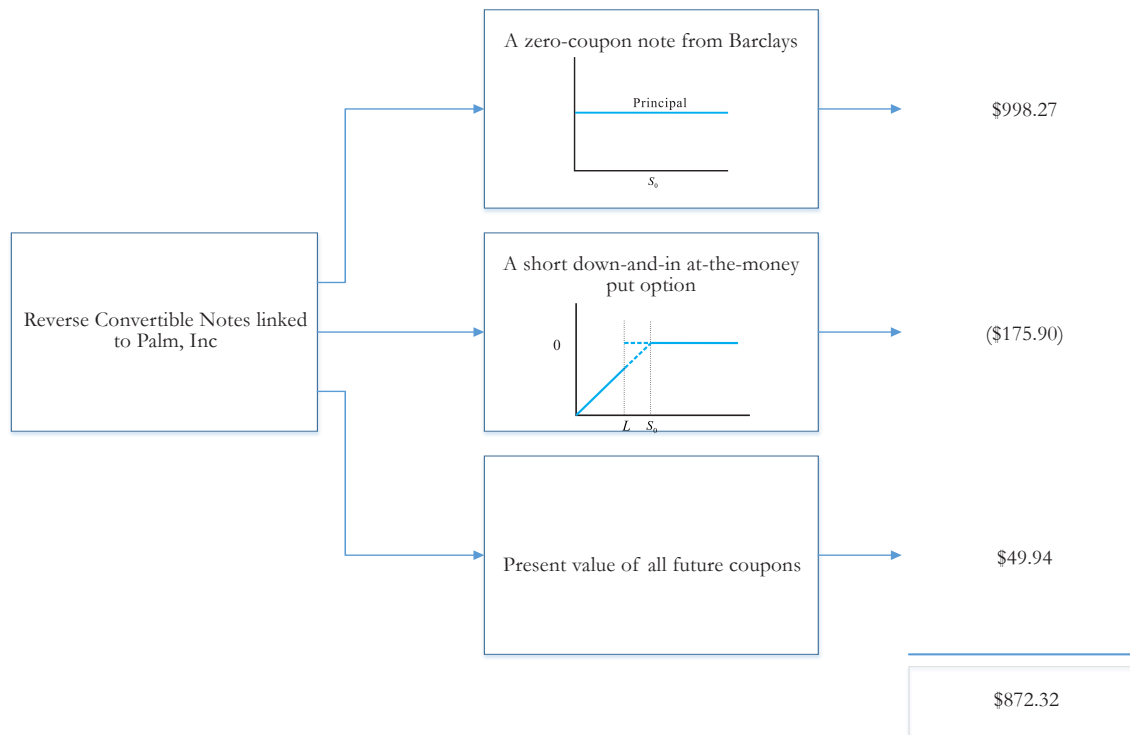 A zero-coupon note from Barclays
Principal
S₀
$998.27
Reverse Convertible Notes linked
to Palm, Inc
A short down-and-in at-the-money
put option
0
L S₀
($175.90)
Present value of all future coupons
$49.94
$872.32